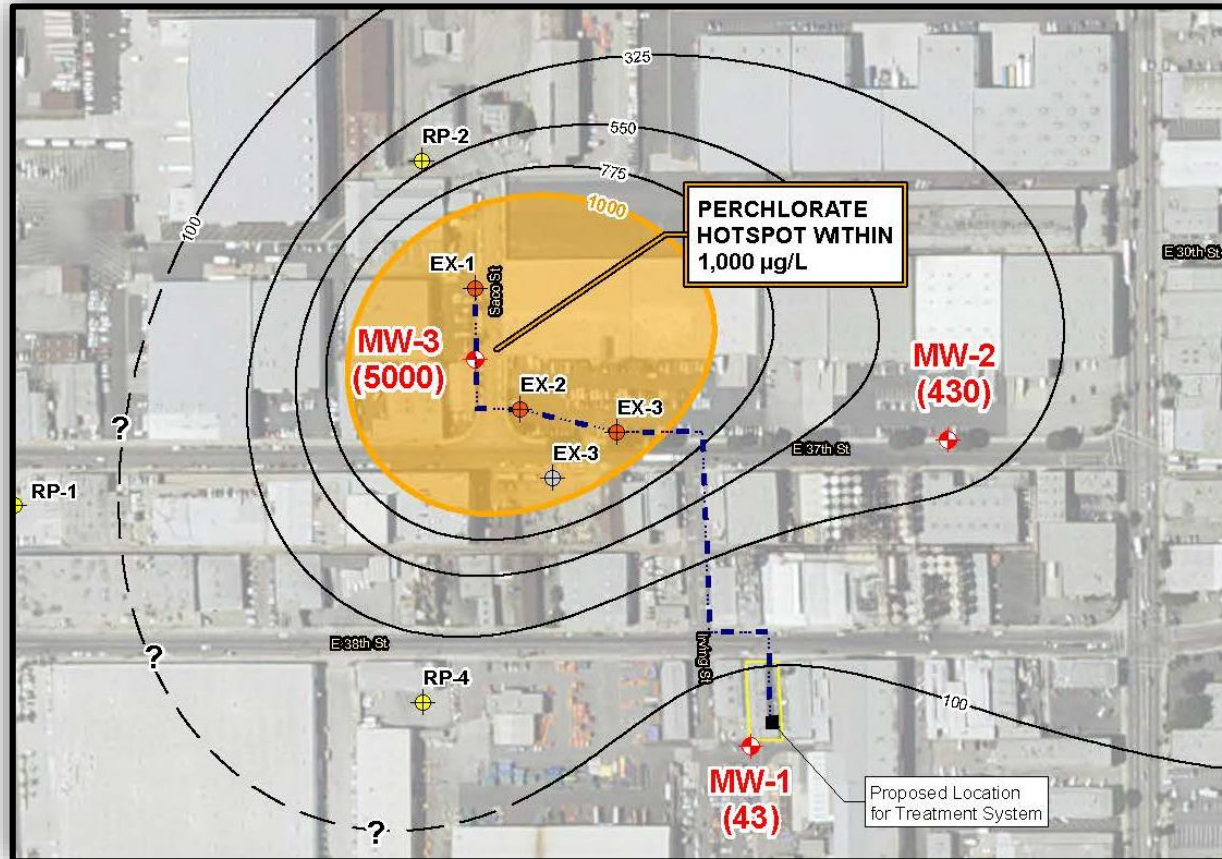 325
550
RP-2
775
PERCHLORATE
HOTSPOT WITHIN
1,000 µg/L
1000
100
E 30th St
EX-1
Saco St
MW-3
(5000)
MW-2
(430)
EX-2
EX-3
?
E 37th St
EX-3
RP-1
E 38th St
Irving St
?
RP-4
100
MW-1
(43)
Proposed Location
for Treatment System
?